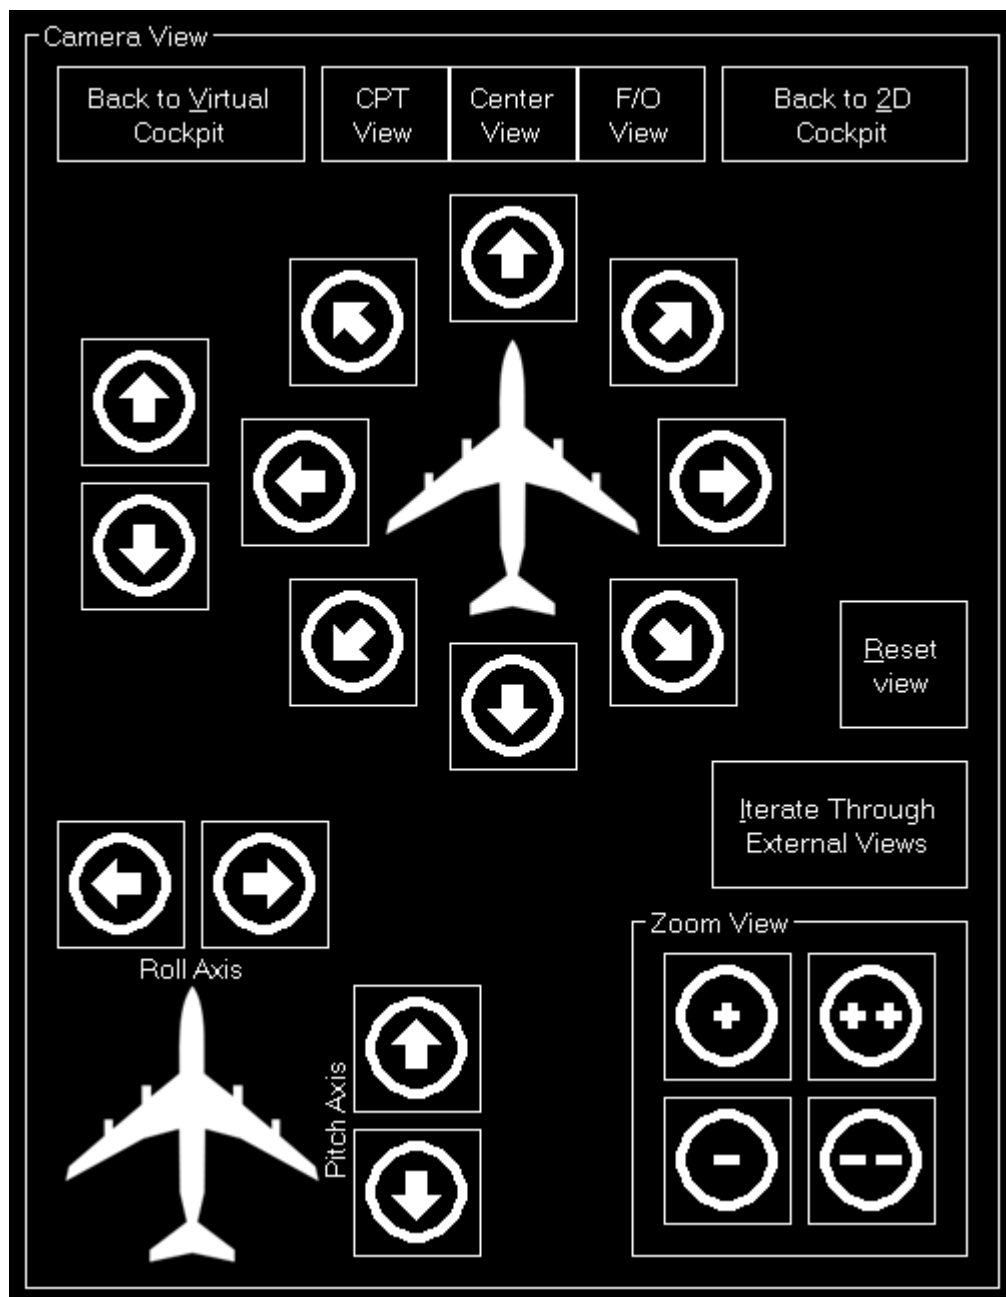 Camera View
Back to Virtual
Cockpit
CPT
View
Center
View
F/O
View
Back to 2D
Cockpit
Reset
view
Iterate Through
External Views
Roll Axis
Pitch Axis
Zoom View
+
++
-
--